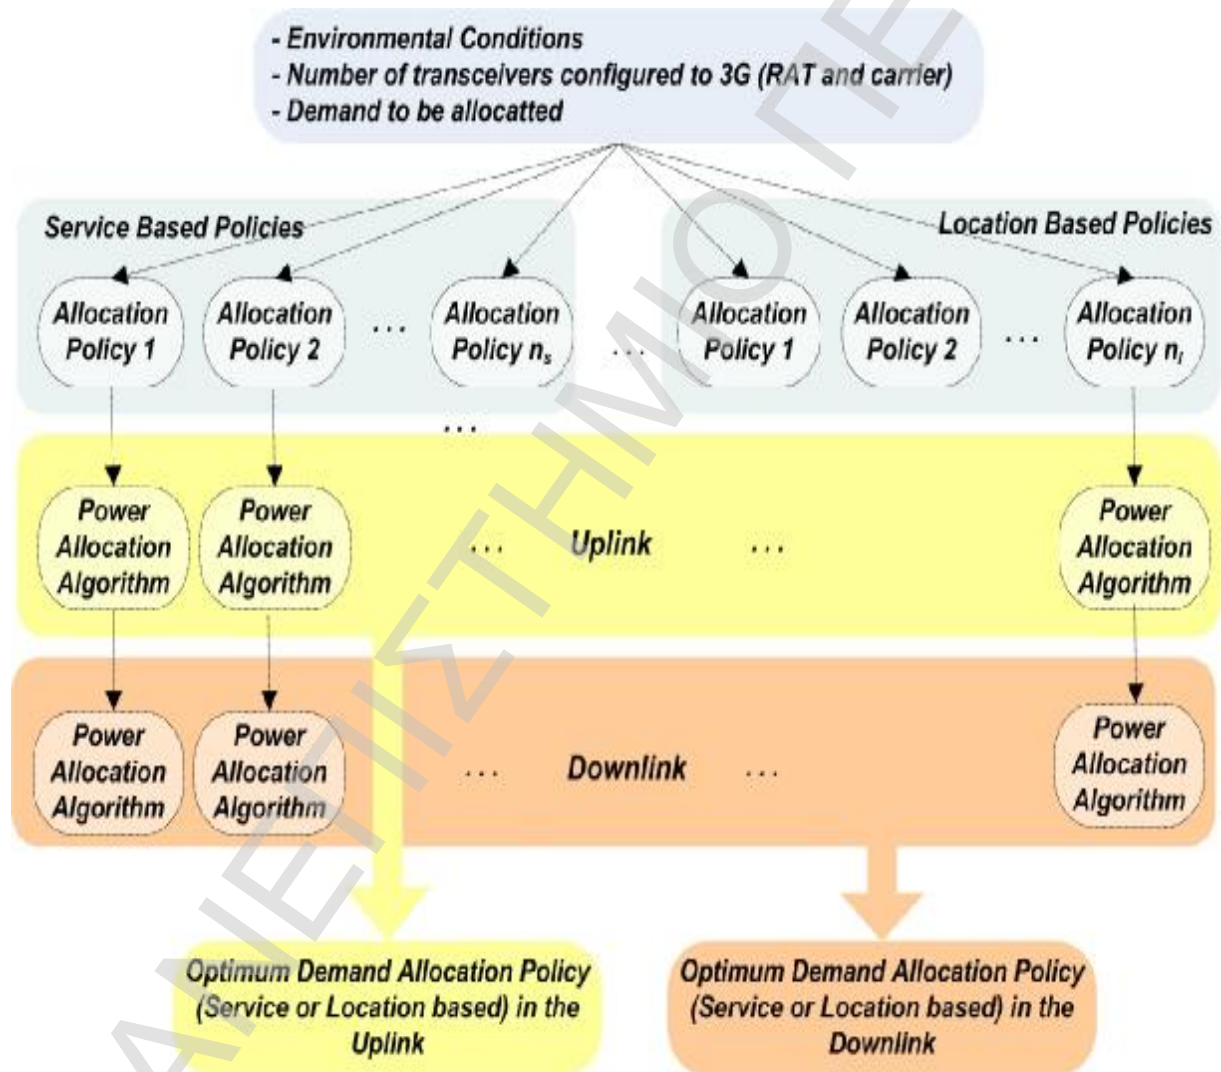 - Environmental Conditions
- Number of transceivers configured to 3G (RAT and carrier)
- Demand to be allocatted
Service Based Policies
Location Based Policies
Allocation
Policy 1
Allocation
Policy 2
...
Allocation
Policy ns
...
Allocation
Policy 1
Allocation
Policy 2
...
Allocation
Policy nl
...
Power
Allocation
Algorithm
Power
Allocation
Algorithm
...
Uplink
...
Power
Allocation
Algorithm
Power
Allocation
Algorithm
Power
Allocation
Algorithm
...
Downlink
...
Power
Allocation
Algorithm
Optimum Demand Allocation Policy
(Service or Location based) in the
Uplink
Optimum Demand Allocation Policy
(Service or Location based) in the
Downlink
ΑΝΕΠΙΣΤΗΜΙΟ ΠΕ